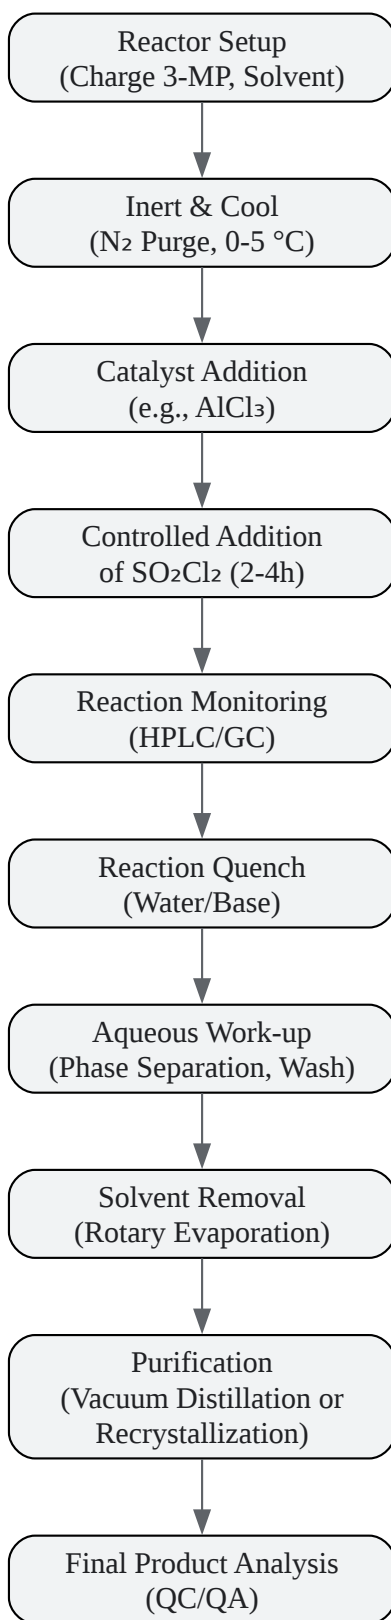 Reactor Setup
(Charge 3-MP, Solvent)
Inert & Cool
(N₂ Purge, 0-5 °C)
Catalyst Addition
(e.g., AlCl₃)
Controlled Addition
of SO₂Cl₂ (2-4h)
Reaction Monitoring
(HPLC/GC)
Reaction Quench
(Water/Base)
Aqueous Work-up
(Phase Separation, Wash)
Solvent Removal
(Rotary Evaporation)
Purification
(Vacuum Distillation or
Recrystallization)
Final Product Analysis
(QC/QA)